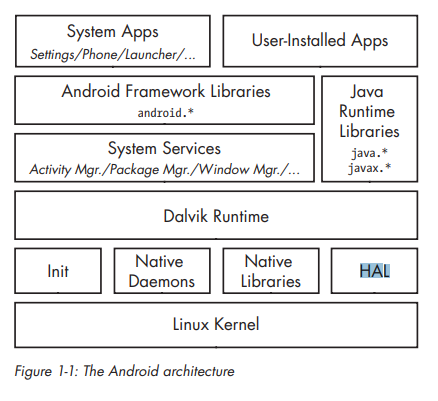 System Apps
Settings/Phone/Launcher/...
User-Installed Apps
Android Framework Libraries
android.*
Java
Runtime
Libraries
java.*
javax.*
System Services
Activity Mgr./Package Mgr./Window Mgr./...
Dalvik Runtime
Init
Native
Daemons
Native
Libraries
HAL
Linux Kernel
Figure 1-1: The Android architecture